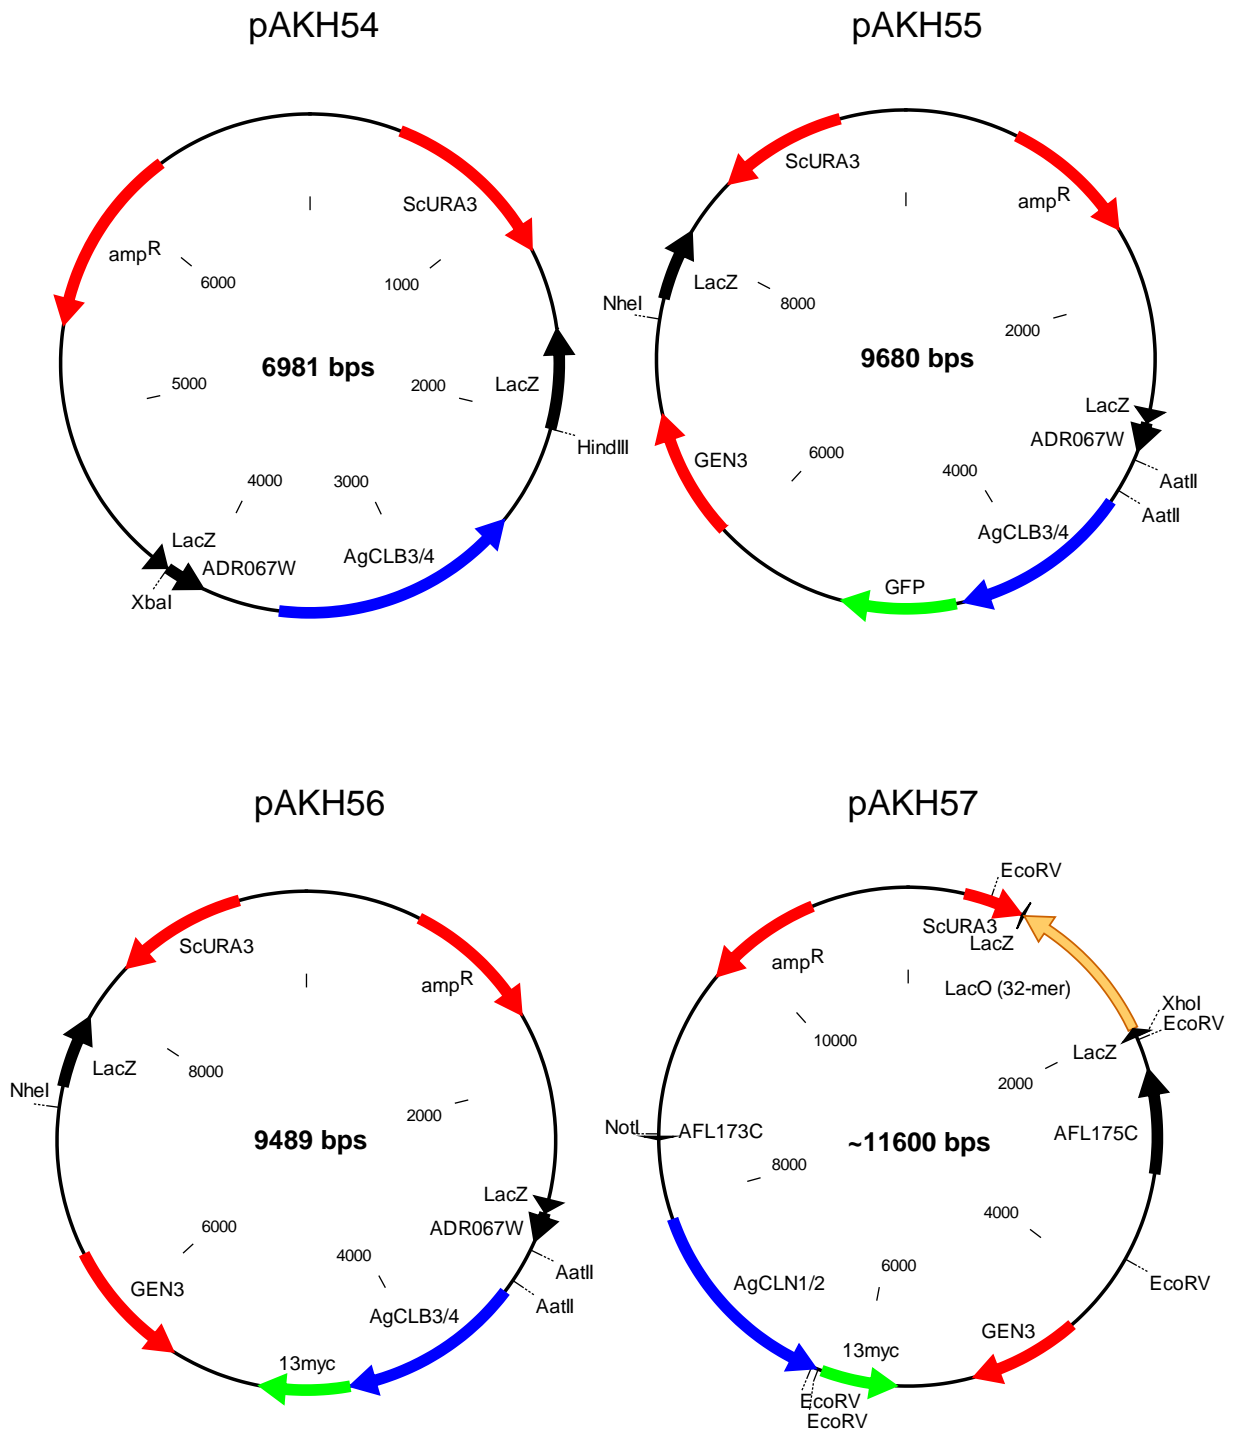 pAKH54
ScURA3
ampR
6000
1000
6981 bps
5000
2000
LacZ
HindIII
4000
3000
LacZ
AgCLB3/4
ADR067W
XbaI
pAKH55
ScURA3
ampR
LacZ
8000
NheI
2000
9680 bps
LacZ
ADR067W
6000
GEN3
4000
AatII
AatII
AgCLB3/4
GFP
pAKH56
ScURA3
ampR
LacZ
8000
NheI
2000
9489 bps
LacZ
ADR067W
6000
4000
AatII
GEN3
AatII
AgCLB3/4
13myc
pAKH57
EcoRV
ScURA3
LacZ
ampR
LacO (32-mer)
XhoI
EcoRV
10000
LacZ
2000
NotI
AFL173C
~11600 bps
AFL175C
8000
4000
6000
AgCLN1/2
EcoRV
GEN3
13myc
EcoRV
EcoRV